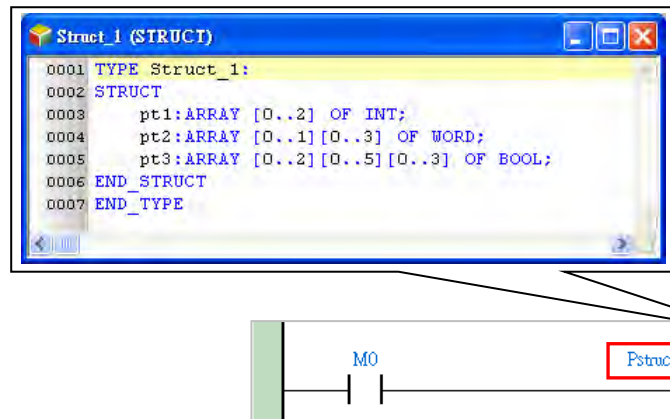 Struct_1 (STRUCT)
0001 TYPE Struct_1:
0002 STRUCT
0003 pt1:ARRAY [0..2] OF INT;
0004 pt2:ARRAY [0..1][0..3] OF WORD;
0005 pt3:ARRAY [0..2][0..5][0..3] OF BOOL;
0006 END_STRUCT
0007 END_TYPE
M0
Pstruc